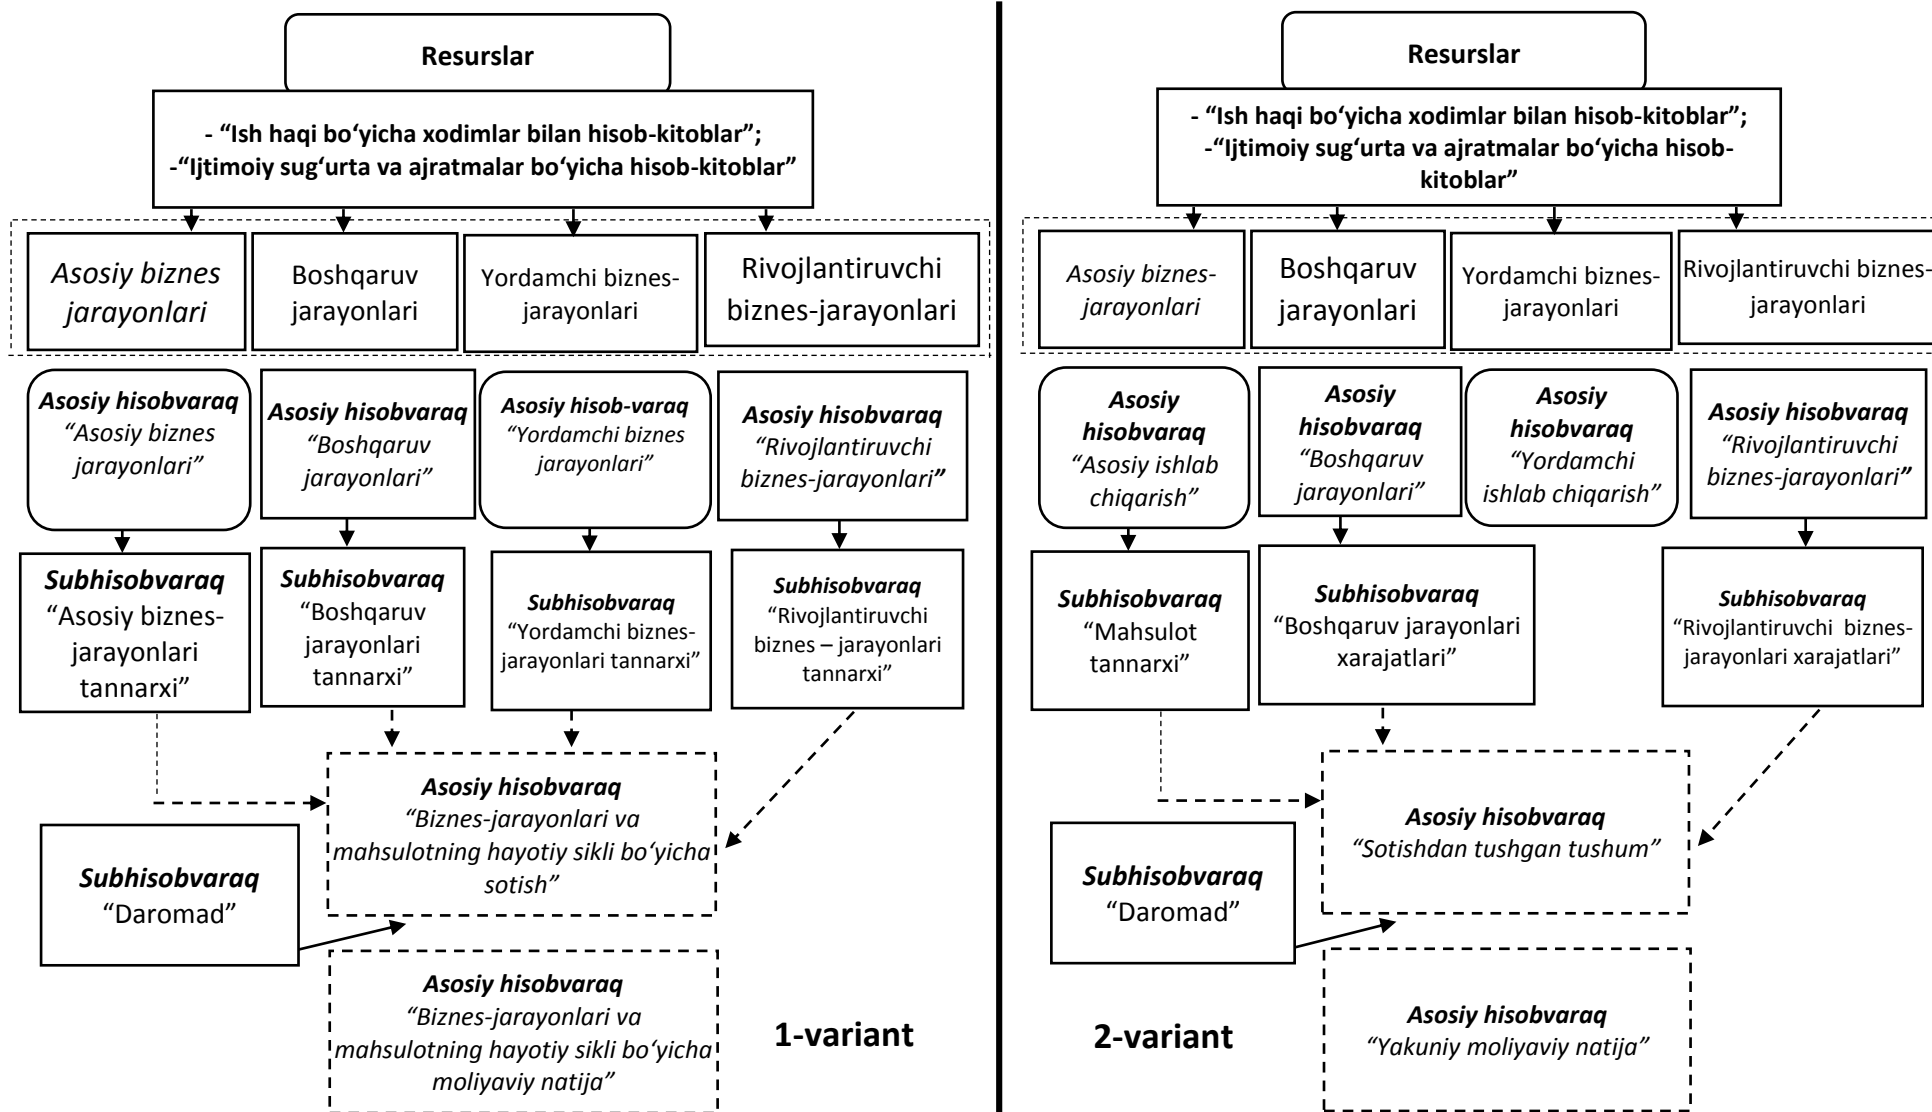 Resurslar
- “Ish haqi bo‘yicha xodimlar bilan hisob-kitoblar”;
-“Ijtimoiy sug‘urta va ajratmalar bo‘yicha hisob-kitoblar”
Asosiy biznes
jarayonlari
Boshqaruv
jarayonlari
Yordamchi biznes-
jarayonlari
Rivojlantiruvchi
biznes-jarayonlari
Asosiy hisobvaraq
“Asosiy biznes
jarayonlari”
Asosiy hisobvaraq
“Boshqaruv
jarayonlari”
Asosiy hisob-varaq
“Yordamchi biznes
jarayonlari”
Asosiy hisobvaraq
“Rivojlantiruvchi
biznes-jarayonlari”
Subhisobvaraq
“Asosiy biznes-
jarayonlari
tannarxi”
Subhisobvaraq
“Boshqaruv
jarayonlari
tannarxi”
Subhisobvaraq
“Yordamchi biznes-
jarayonlari tannarxi”
Subhisobvaraq
“Rivojlantiruvchi
biznes – jarayonlari
tannarxi”
Asosiy hisobvaraq
“Biznes-jarayonlari va
mahsulotning hayotiy sikli bo‘yicha
sotish”
Subhisobvaraq
“Daromad”
Asosiy hisobvaraq
“Biznes-jarayonlari va
mahsulotning hayotiy sikli bo‘yicha
moliyaviy natija”
1-variant
Resurslar
- “Ish haqi bo‘yicha xodimlar bilan hisob-kitoblar”;
-“Ijtimoiy sug‘urta va ajratmalar bo‘yicha hisob-
kitoblar”
Asosiy biznes-
jarayonlari
Boshqaruv
jarayonlari
Yordamchi biznes-
jarayonlari
Rivojlantiruvchi biznes-
jarayonlari
Asosiy
hisobvaraq
“Asosiy ishlab
chiqarish”
Asosiy
hisobvaraq
“Boshqaruv
jarayonlari”
Asosiy
hisobvaraq
“Yordamchi
ishlab chiqarish”
Asosiy hisobvaraq
“Rivojlantiruvchi
biznes-jarayonlari”
Subhisobvaraq
“Mahsulot
tannarxi”
Subhisobvaraq
“Boshqaruv jarayonlari
xarajatlari”
Subhisobvaraq
“Rivojlantiruvchi biznes-
jarayonlari xarajatlari”
Asosiy hisobvaraq
“Sotishdan tushgan tushum”
Subhisobvaraq
“Daromad”
Asosiy hisobvaraq
“Yakuniy moliyaviy natija”
2-variant